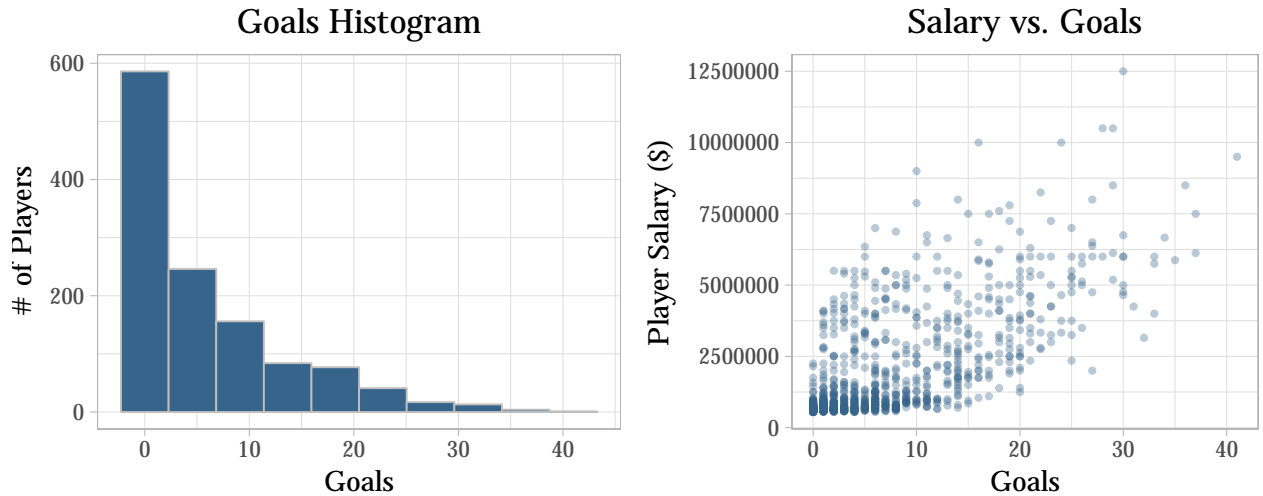 Goals Histogram
600
400
200
0
0 10 20 30 40
Goals
# of Players
Salary vs. Goals
12500000
10000000
7500000
5000000
2500000
0
0 10 20 30 40
Goals
Player Salary ($)